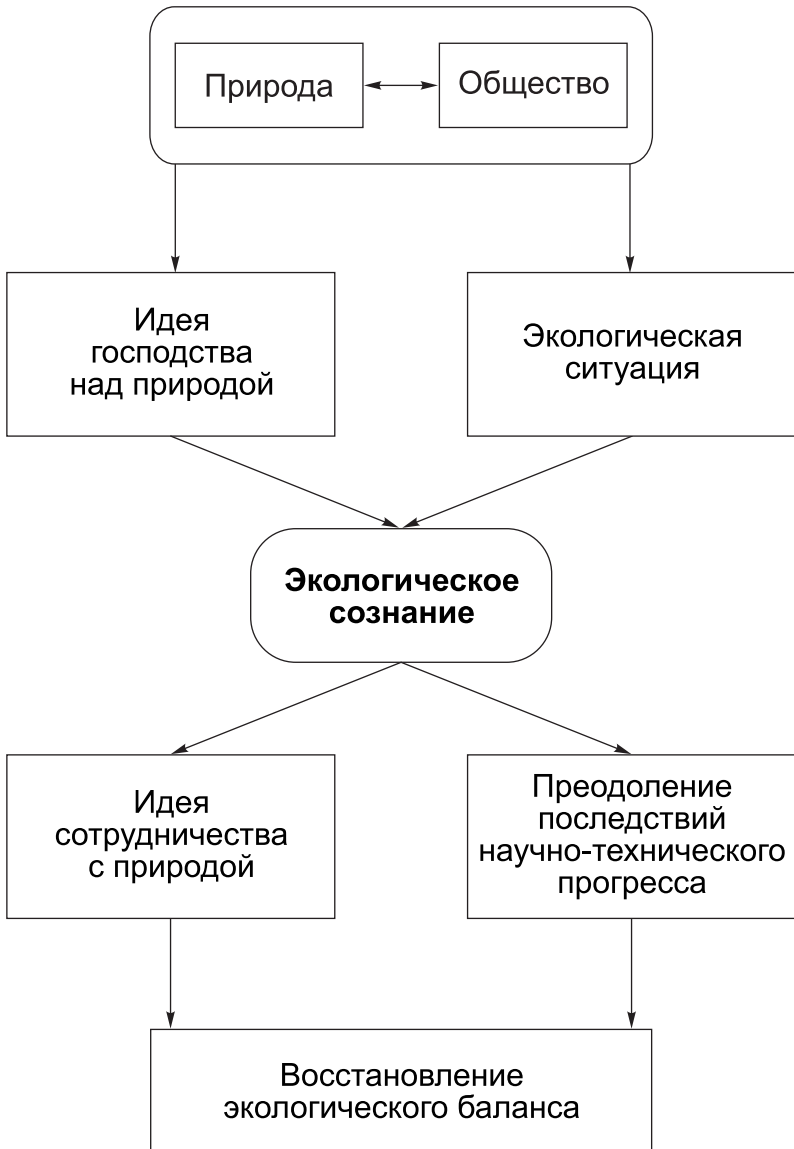 Природа
Общество
Идея
господства
над природой
Экологическая
ситуация
Экологическое
сознание
Идея
сотрудничества
с природой
Преодоление
последствий
научно-технического
прогресса
Восстановление
экологического баланса